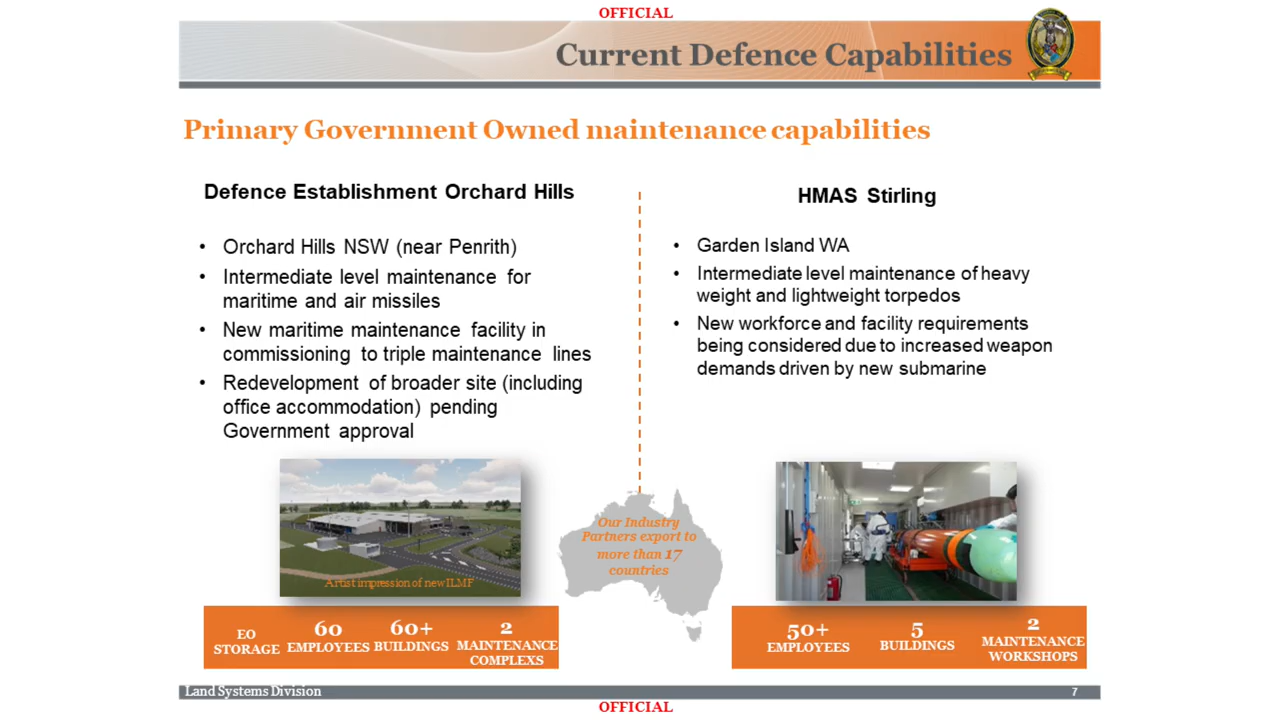 OFFICIAL
Current Defence Capabilities
Primary Government Owned maintenance capabilities
Defence Establishment Orchard Hills
• Orchard Hills NSW (near Penrith)
• Intermediate level maintenance for
maritime and air missiles
• New maritime maintenance facility in
commissioning to triple maintenance lines
• Redevelopment of broader site (including
office accommodation) pending
Government approval
Artist impression of new ILMF
EO
STORAGE
60
EMPLOYEES
60+
BUILDINGS
2
MAINTENANCE
COMPLEXS
HMAS Stirling
• Garden Island WA
• Intermediate level maintenance of heavy
weight and lightweight torpedos
• New workforce and facility requirements
being considered due to increased weapon
demands driven by new submarine
Our Industry
Partners export to
more than 17
countries
50+
EMPLOYEES
5
BUILDINGS
2
MAINTENANCE
WORKSHOPS
Land Systems Division
7
OFFICIAL